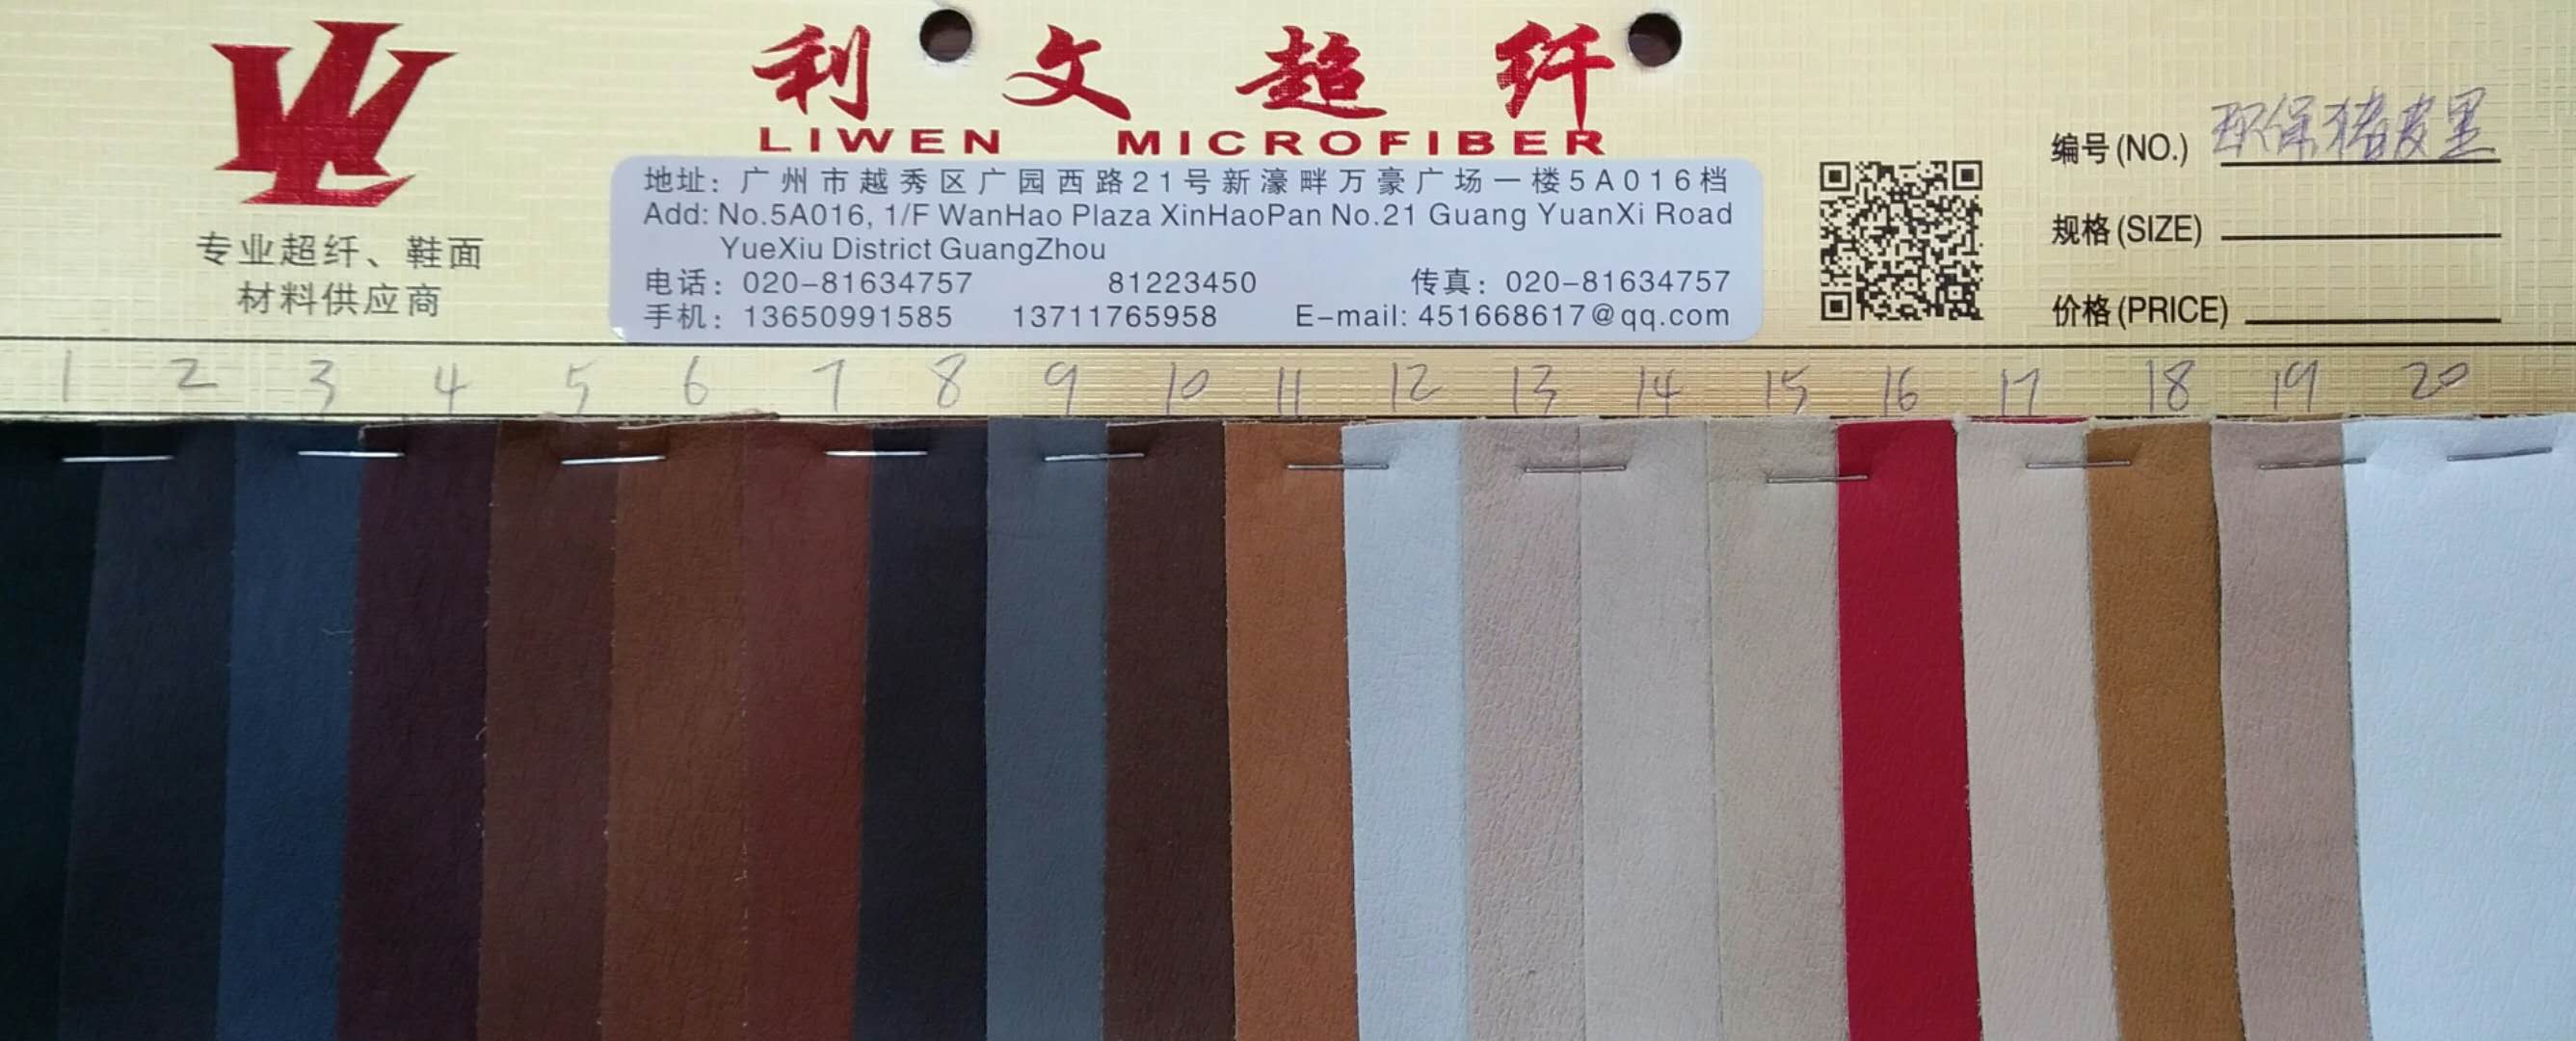 利文超纤
LIWEN MICROFIBER
专业超纤、鞋面
材料供应商
地址：广州市越秀区广园西路21号新濠畔万豪广场一楼5A016档
Add: No.5A016, 1/F WanHao Plaza XinHaoPan No.21 Guang YuanXi Road
YueXiu District GuangZhou
电话：020-81634757 81223450 传真：020-81634757
手机：13650991585 13711765958 E-mail: 451668617@qq.com
编号(NO.) 环保猪皮里
规格(SIZE)
价格(PRICE)
1 2 3 4 5 6 7 8 9 10 11 12 13 14 15 16 17 18 19 20